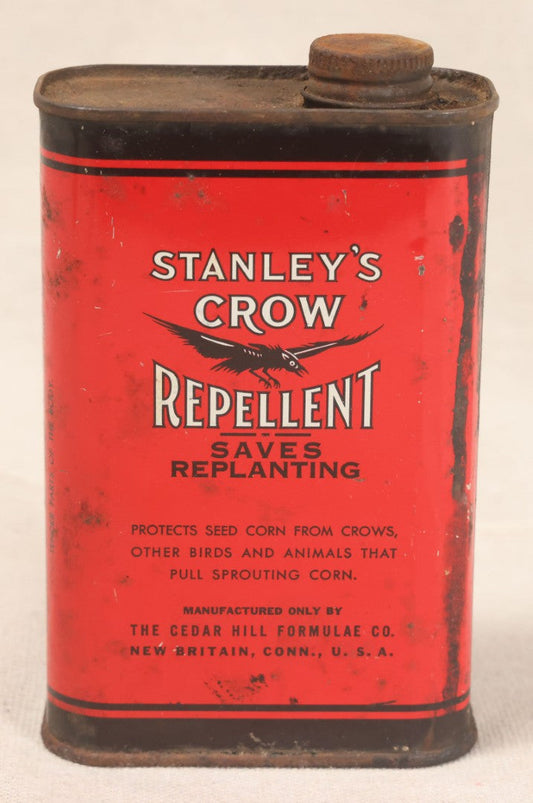 STANLEY'S
CROW
REPELLENT
SAVES
REPLANTING
PROTECTS SEED CORN FROM CROWS,
OTHER BIRDS AND ANIMALS THAT
PULL SPROUTING CORN.
MANUFACTURED ONLY BY
THE CEDAR HILL FORMULAE CO.
NEW BRITAIN, CONN., U. S. A.